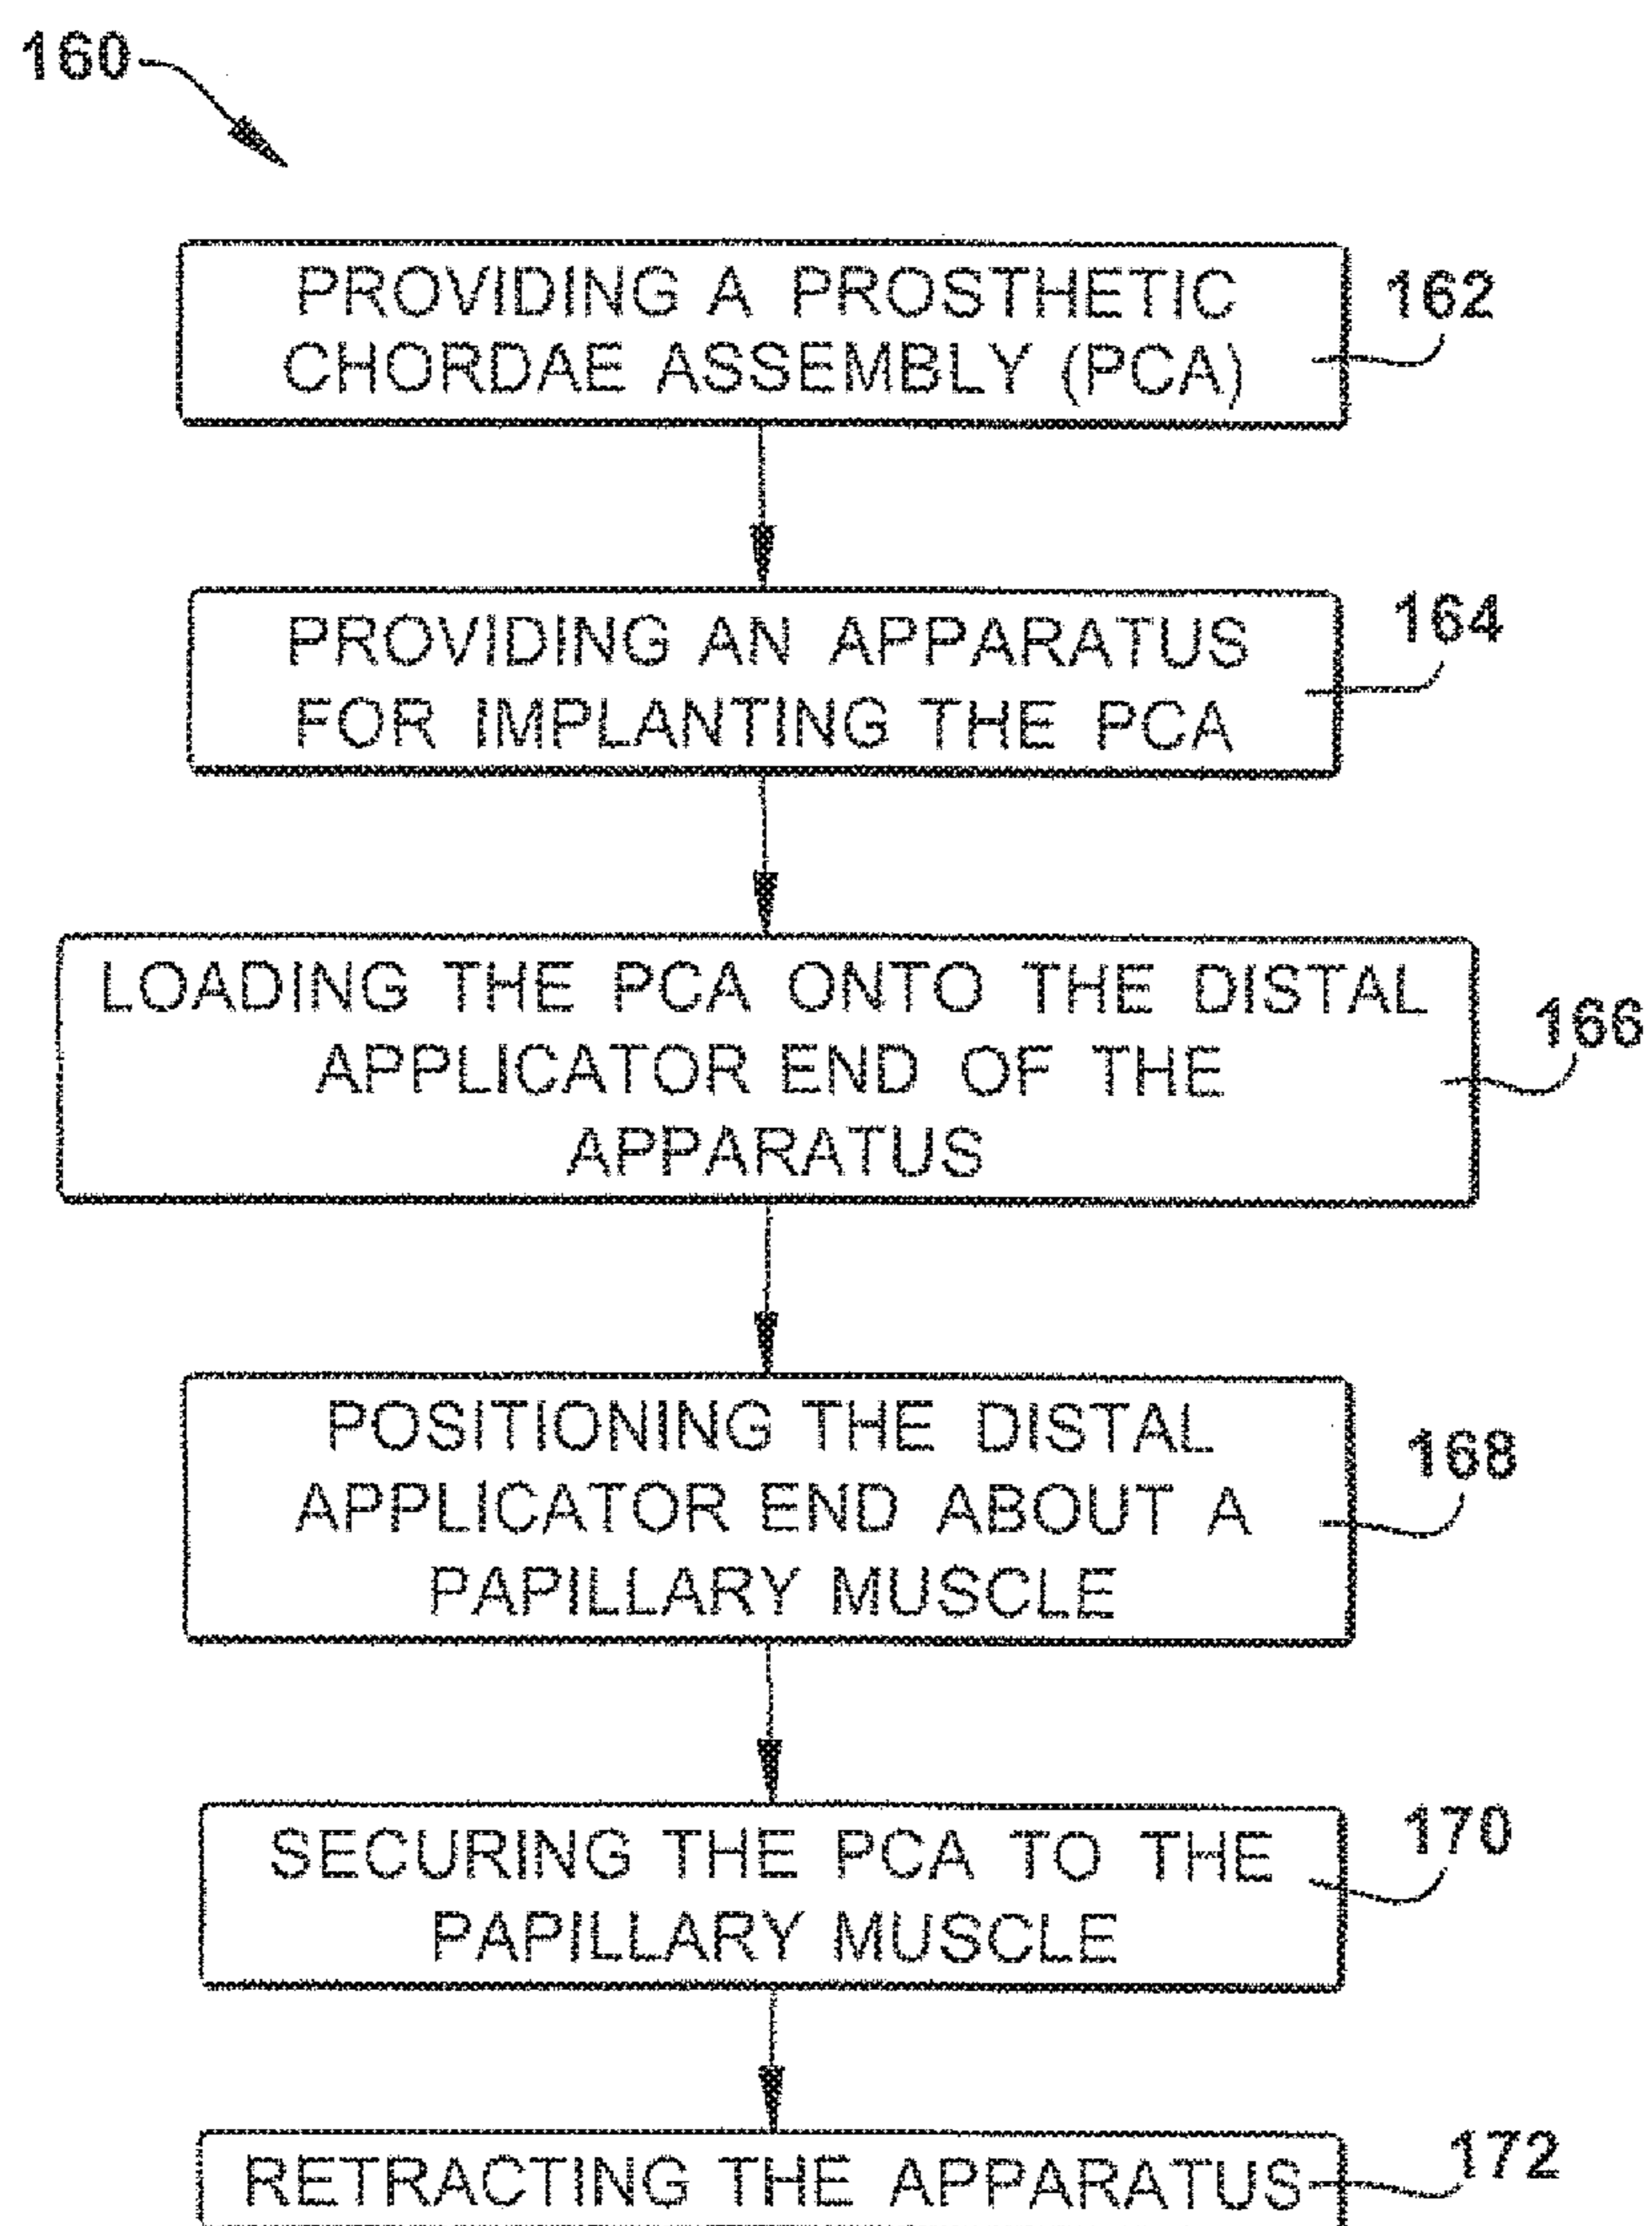 160
PROVIDING A PROSTHETIC
CHORDAE ASSEMBLY (PCA)
162
PROVIDING AN APPARATUS
FOR IMPLANTING THE PCA
164
LOADING THE PCA ONTO THE DISTAL
APPLICATOR END OF THE
APPARATUS
166
POSITIONING THE DISTAL
APPLICATOR END ABOUT A
PAPILLARY MUSCLE
168
SECURING THE PCA TO THE
PAPILLARY MUSCLE
170
RETRACTING THE APPARATUS
172